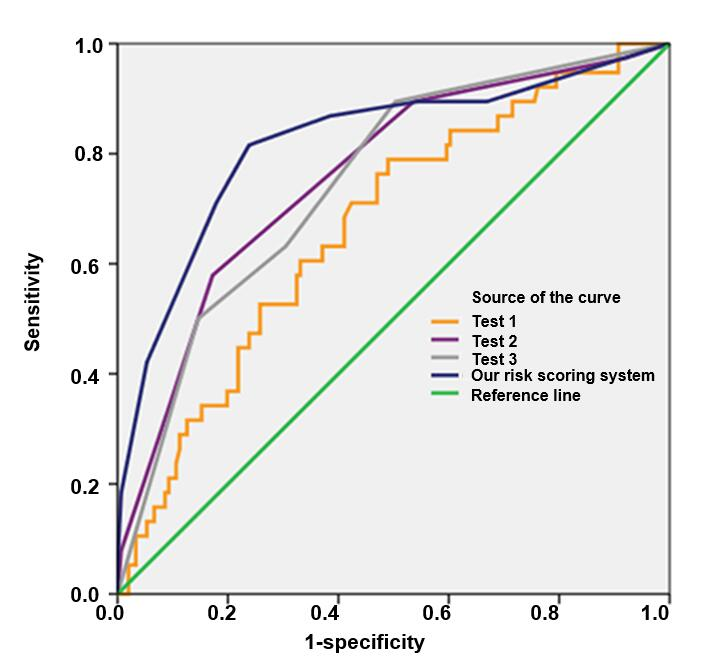 1.0
0.8
0.6
0.4
0.2
0.0
Sensitivity
Source of the curve
Test 1
Test 2
Test 3
Our risk scoring system
Reference line
0.0 0.2 0.4 0.6 0.8 1.0
1-specificity